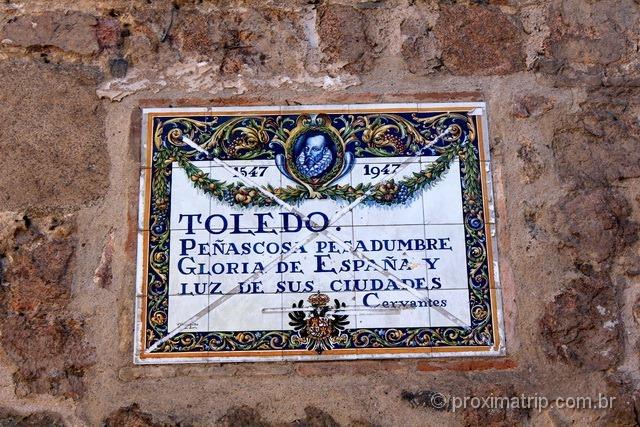 1547 1947
TOLEDO.
PEÑASCOSA PESADUMBRE
GLORIA DE ESPAÑA Y
LUZ DE SUS CIUDADES
CERVANTES
©/proximatrip.com.br